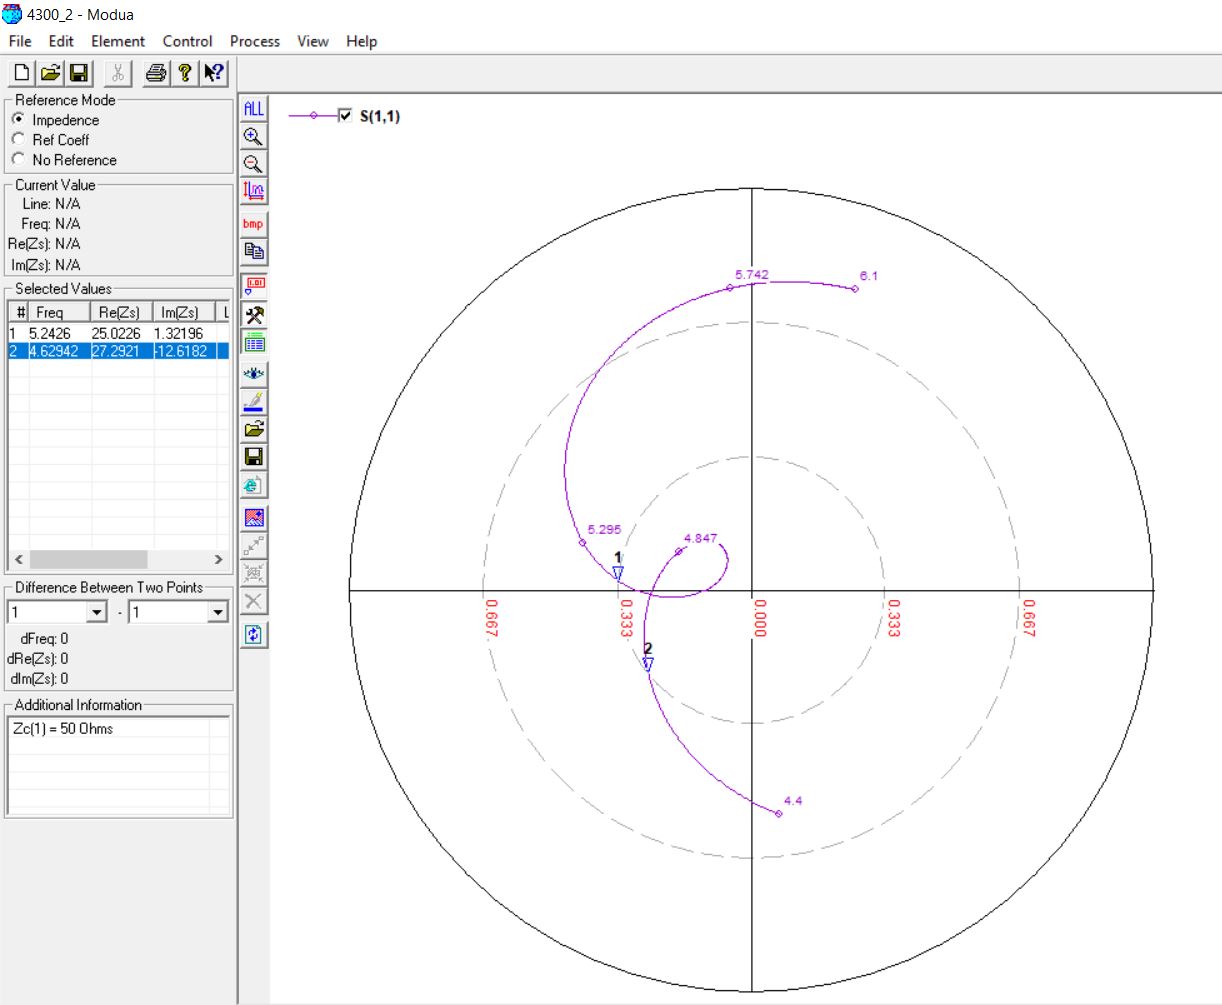 4300_2 - Modua
File Edit Element Control Process View Help
Reference Mode
Impedence
Ref Coeff
No Reference
Current Value
Line: N/A
Freq: N/A
Re(Zs): N/A
Im(Zs): N/A
Selected Values
# Freq Re(Zs) Im(Zs) L
1 5.2426 25.0226 1.32196
2 4.62942 27.2921 -12.6182
Difference Between Two Points
1 - 1
dFreq: 0
dRe(Zs): 0
dIm(Zs): 0
Additional Information
Zc(1) = 50 Ohms
ALL
bmp
1.01
S(1,1)
5.742
6.1
5.295
4.847
1
0.667
0.333
0.000
0.333
0.667
2
4.4